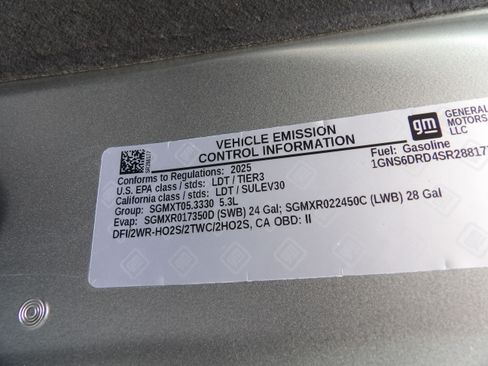 VEHICLE EMISSION
CONTROL INFORMATION
gm
GENERAL
MOTORS
LLC
Conforms to Regulations: 2025
Fuel: Gasoline
U.S. EPA class / stds: LDT / TIER3
California class / stds: LDT / SULEV30
Group: SGMXT05.3330 5.3L
Evap: SGMXR017350D (SWB) 24 Gal; SGMXR022450C (LWB) 28 Gal
DFI/2WR-HO2S/2TWC/2HO2S, CA OBD: II